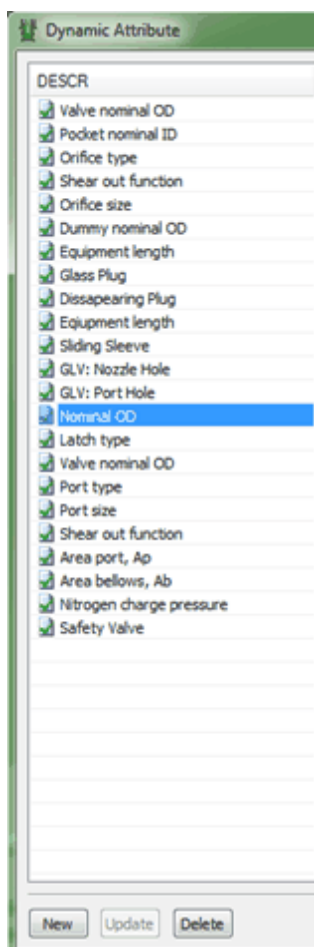 Dynamic Attribute
DESCR
Valve nominal OD
Pocket nominal ID
Orifice type
Shear out function
Orifice size
Dummy nominal OD
Equipment length
Glass Plug
Dissapearing Plug
Eqiupment length
Sliding Sleeve
GLV: Nozzle Hole
GLV: Port Hole
Nominal OD
Latch type
Valve nominal OD
Port type
Port size
Shear out function
Area port, Ap
Area bellows, Ab
Nitrogen charge pressure
Safety Valve
New Update Delete